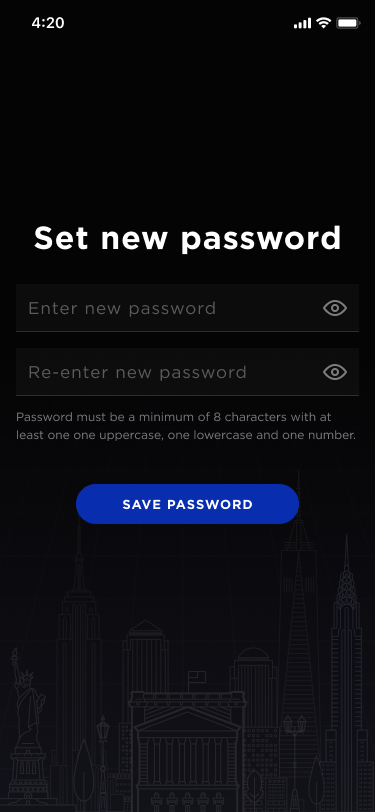 4:20
Set new password
Enter new password
Re-enter new password
Password must be a minimum of 8 characters with at
least one one uppercase, one lowercase and one number.
SAVE PASSWORD